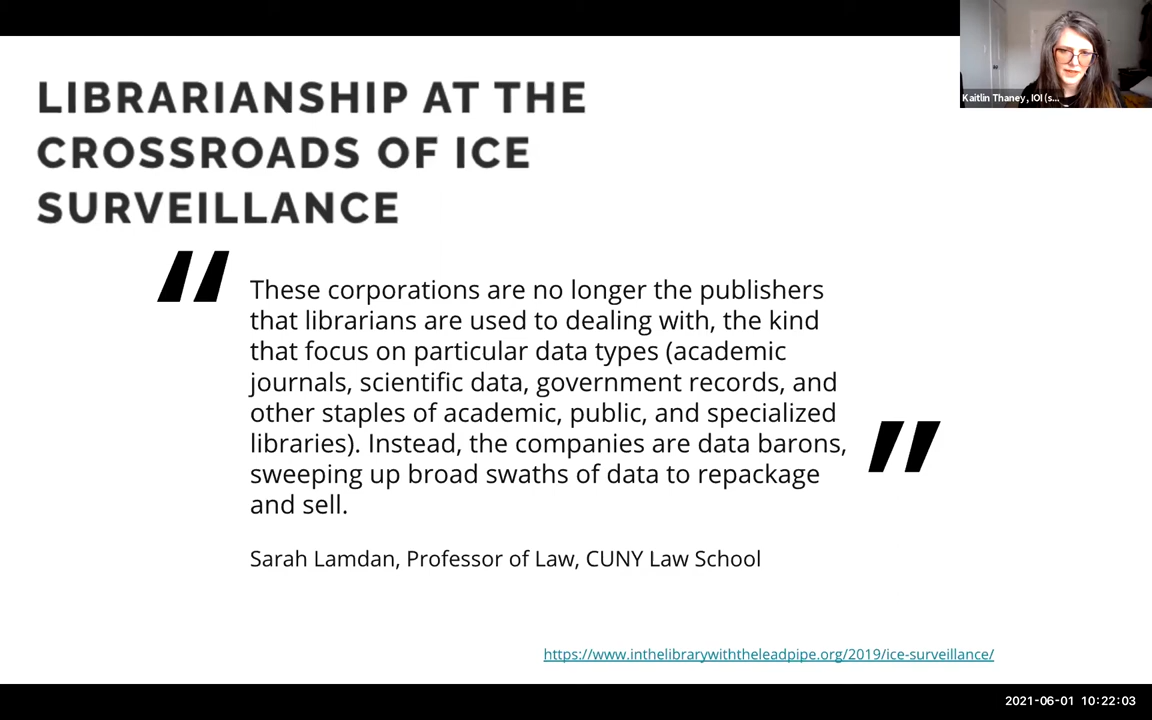 Kaitlin Thaney, IOI (s...
LIBRARIANSHIP AT THE
CROSSROADS OF ICE
SURVEILLANCE
“
These corporations are no longer the publishers
that librarians are used to dealing with, the kind
that focus on particular data types (academic
journals, scientific data, government records, and
other staples of academic, public, and specialized
libraries). Instead, the companies are data barons,
sweeping up broad swaths of data to repackage
and sell.
”
Sarah Lamdan, Professor of Law, CUNY Law School
https://www.inthelibrarywiththeleadpipe.org/2019/ice-surveillance/
2021-06-01 10:22:03